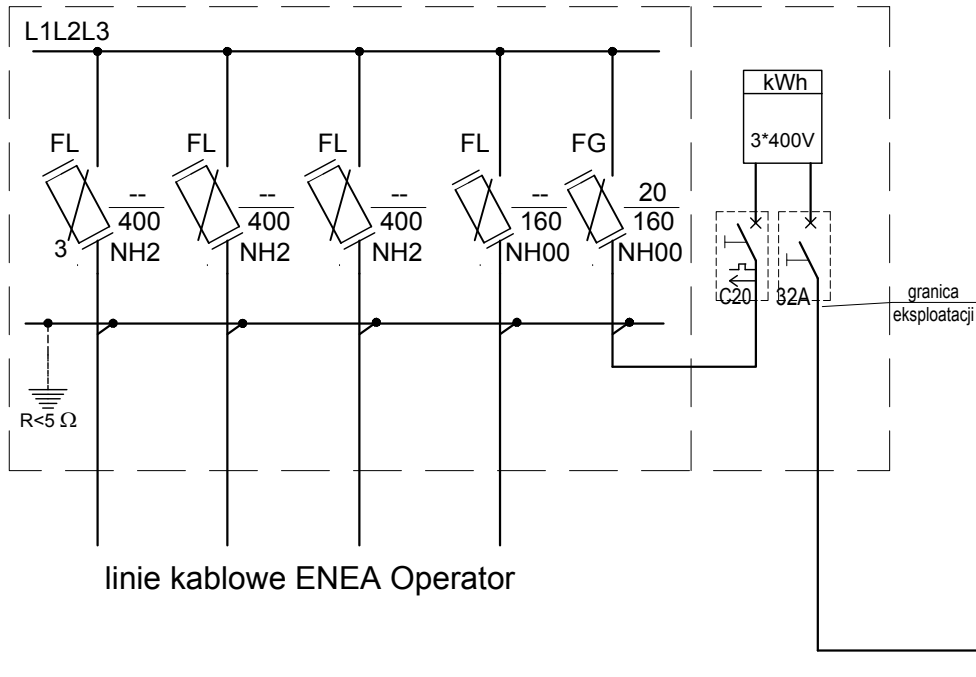 L1L2L3
kWh
3*400V
FL
FL
FL
FL
FG
3
--
400
NH2
--
400
NH2
--
400
NH2
--
160
NH00
20
160
NH00
C20
32A
granica
eksploatacji
R<5 Ω
linie kablowe ENEA Operator